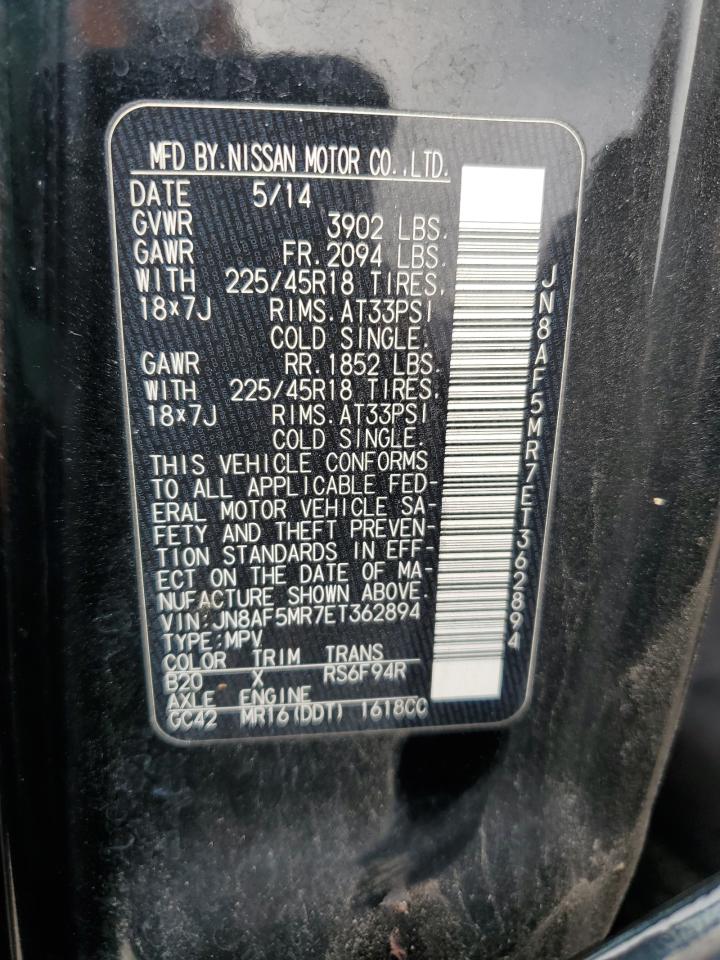 MFD BY.NISSAN MOTOR CO.,LTD.
DATE 5/14
GVWR 3902 LBS.
GAWR FR.2094 LBS.
WITH 225/45R18 TIRES,
18×7J RIMS.AT33PSI
COLD SINGLE.
GAWR RR.1852 LBS.
WITH 225/45R18 TIRES.
18×7J RIMS.AT33PSI
COLD SINGLE.
THIS VEHICLE CONFORMS
TO ALL APPLICABLE FED-
ERAL MOTOR VEHICLE SA-
FETY AND THEFT PREVEN-
TION STANDARDS IN EFF-
ECT ON THE DATE OF MA-
NUFACTURE SHOWN ABOVE.
VIN:JN8AF5MR7ET362894
TYPE:MPV
COLOR TRIM TRANS
B20 X RS6F94R
AXLE ENGINE
GC42 MR16(DDT) 1618CC
JN8AF5MR7ET362894